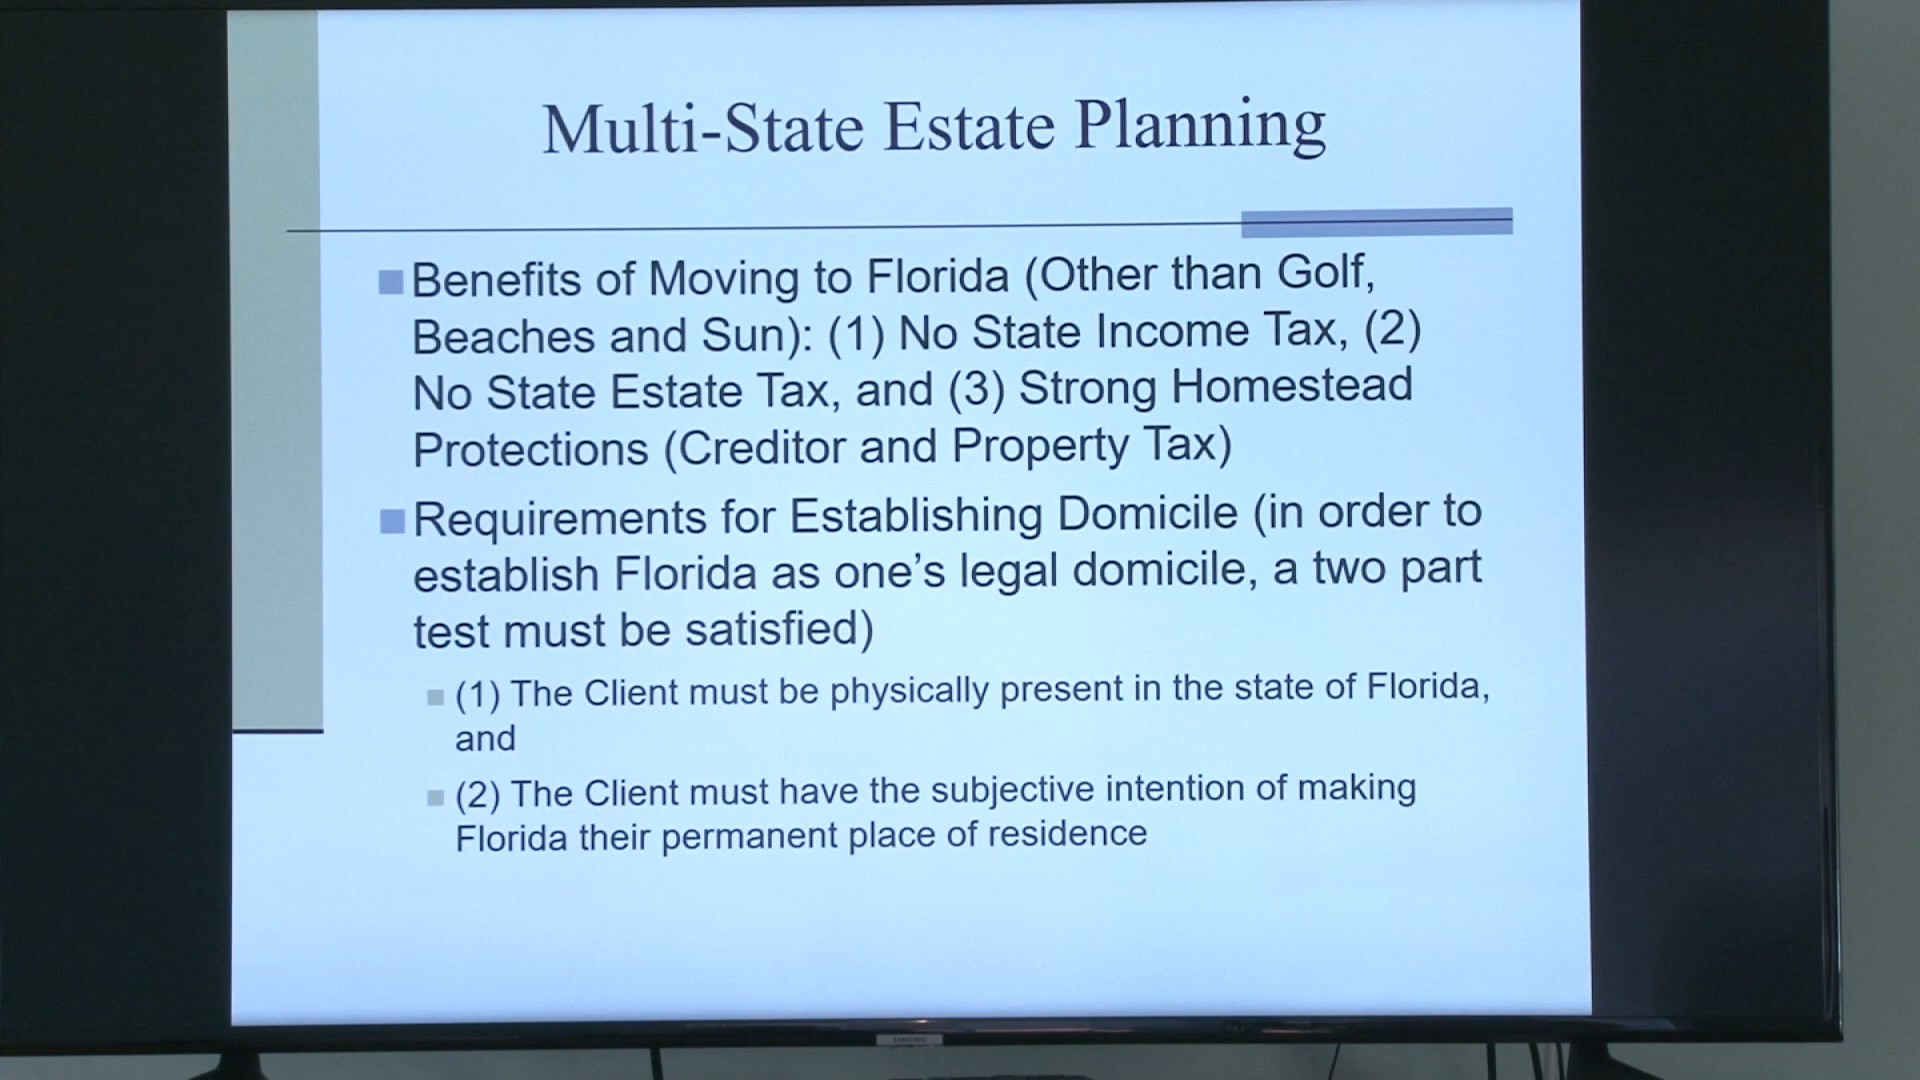 Multi-State Estate Planning
Benefits of Moving to Florida (Other than Golf,
Beaches and Sun): (1) No State Income Tax, (2)
No State Estate Tax, and (3) Strong Homestead
Protections (Creditor and Property Tax)
Requirements for Establishing Domicile (in order to
establish Florida as one’s legal domicile, a two part
test must be satisfied)
(1) The Client must be physically present in the state of Florida,
and
(2) The Client must have the subjective intention of making
Florida their permanent place of residence
SAMSUNG